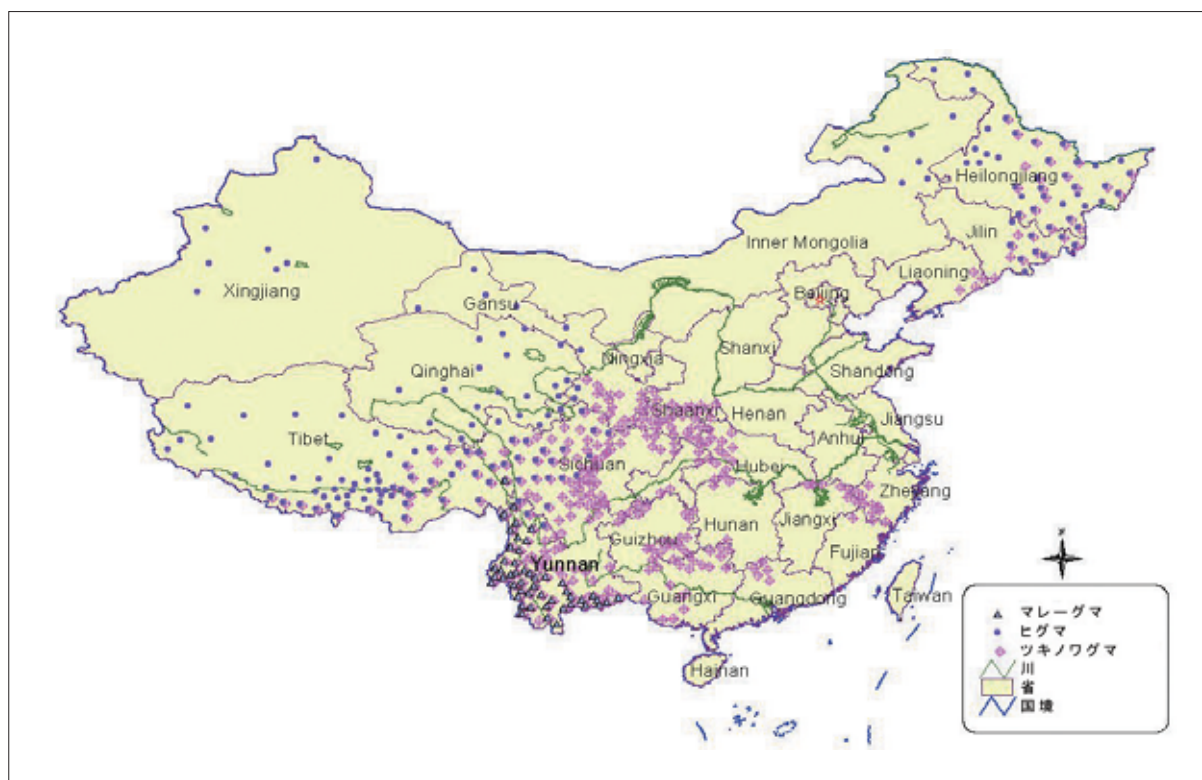 Heilongjiang
Jilin
Inner Mongolia
Liaoning
Beijing
Xingjiang
Gansu
Ningxia
Shanxi
Shandong
Qinghai
Shaanxi
Henan
Jiangsu
Anhui
Tibet
Sichuan
Hubei
Zhejiang
Hunan
Jiangxi
Guizhou
Fujian
Yunnan
Guangxi
Guangdong
Taiwan
Hainan
マレーグマ
ヒグマ
ツキノワグマ
川
省
国境